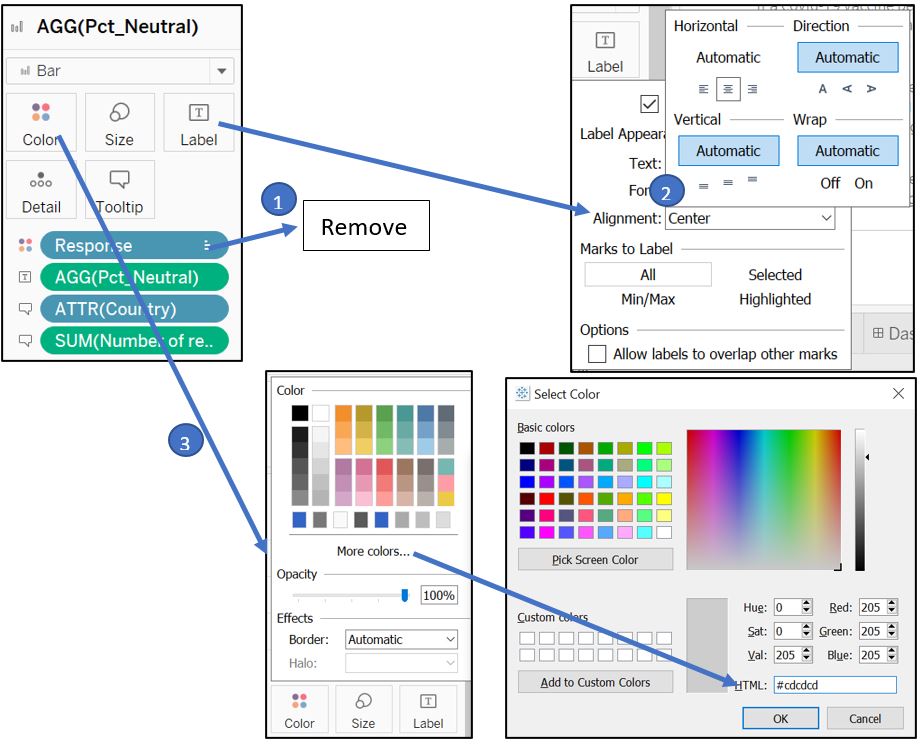 AGG(Pct_Neutral)
Bar
Color
Size
Label
Detail
Tooltip
Response
AGG(Pct_Neutral)
ATTR(Country)
SUM(Number of re..
1
Remove
2
3
Label
Horizontal
Direction
Automatic
Automatic
A
Vertical
Wrap
Automatic
Automatic
Off On
Label Appeara
Text:
Fon
Alignment: Center
Marks to Label
All
Selected
Min/Max
Highlighted
Options
Allow labels to overlap other marks
Das
Color
More colors...
Opacity
100%
Effects
Border: Automatic
Halo:
Color
Size
Label
Select Color
Basic colors
Pick Screen Color
Custom colors
Add to Custom Colors
Hue: 0 Red: 205
Sat: 0 Green: 205
Val: 205 Blue: 205
HTML: #cdcdcd
OK
Cancel